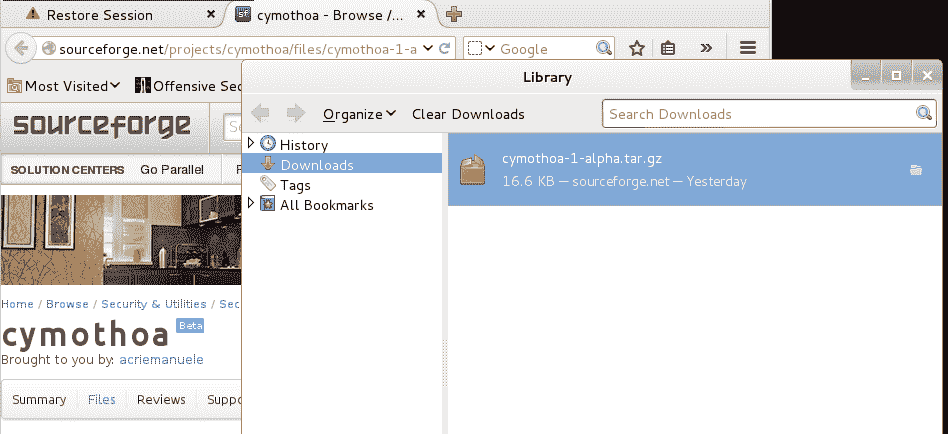 Restore Session
cymothoa - Browse /...
sourceforge.net/projects/cymothoa/files/cymothoa-1-a
Google
Most Visited
Offensive Sec
Library
Organize
Clear Downloads
Search Downloads
sourceforge
Se
SOLUTION CENTERS
Go Parallel
History
Downloads
Tags
All Bookmarks
cymothoa-1-alpha.tar.gz
16.6 KB — sourceforge.net — Yesterday
Home / Browse / Security & Utilities / Sec
cymothoa
Beta
Brought to you by: acriemanuele
Summary
Files
Reviews
Suppo